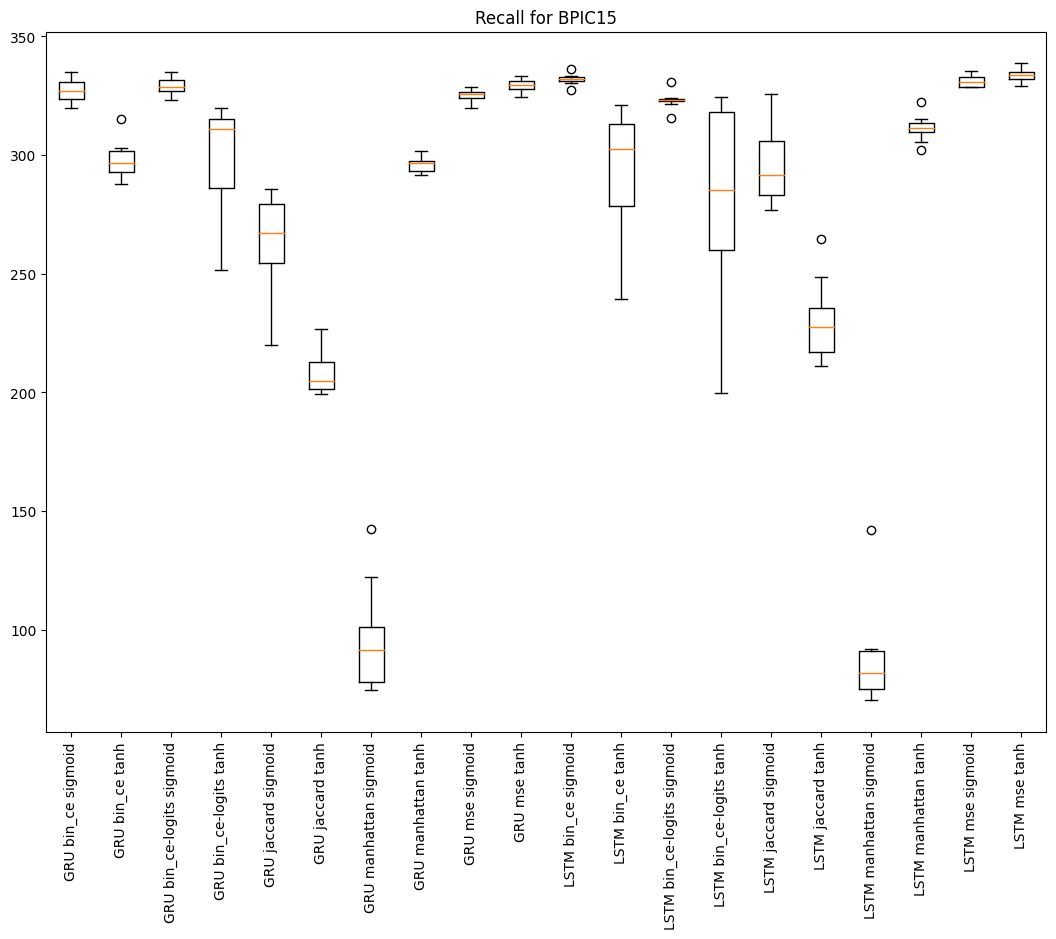 Recall for BPIC15
350
300
250
200
150
100
GRU bin_ce sigmoid
GRU bin_ce tanh
GRU bin_ce-logits sigmoid
GRU bin_ce-logits tanh
GRU jaccard sigmoid
GRU jaccard tanh
GRU manhattan sigmoid
GRU manhattan tanh
GRU mse sigmoid
GRU mse tanh
LSTM bin_ce sigmoid
LSTM bin_ce tanh
LSTM bin_ce-logits sigmoid
LSTM bin_ce-logits tanh
LSTM jaccard sigmoid
LSTM jaccard tanh
LSTM manhattan sigmoid
LSTM manhattan tanh
LSTM mse sigmoid
LSTM mse tanh